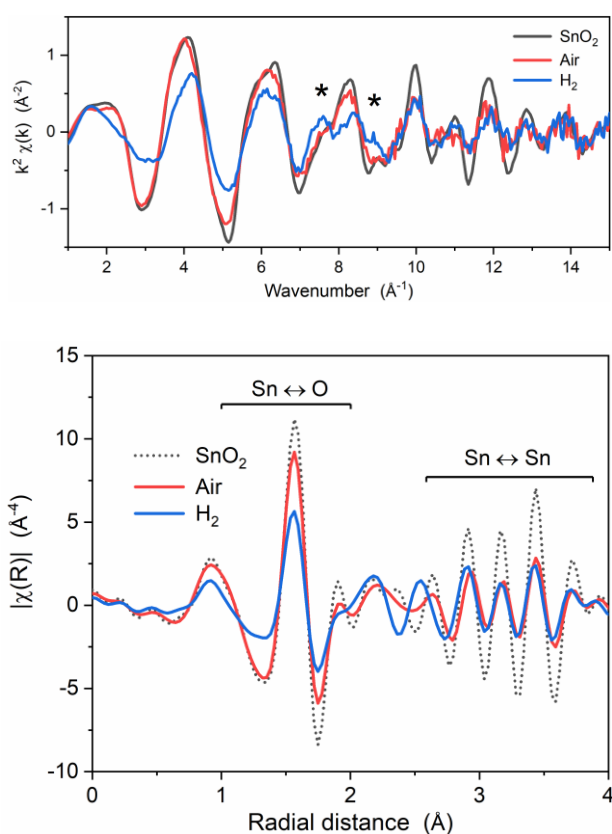 SnO₂
Air
H₂
*
*
1
0
-1
k² χ(k) (Å⁻²)
2 4 6 8 10 12 14
Wavenumber (Å⁻¹)
15
10
5
0
-5
-10
Sn ↔ O
Sn ↔ Sn
SnO₂
Air
H₂
|χ(R)| (Å⁻⁴)
0 1 2 3 4
Radial distance (Å)